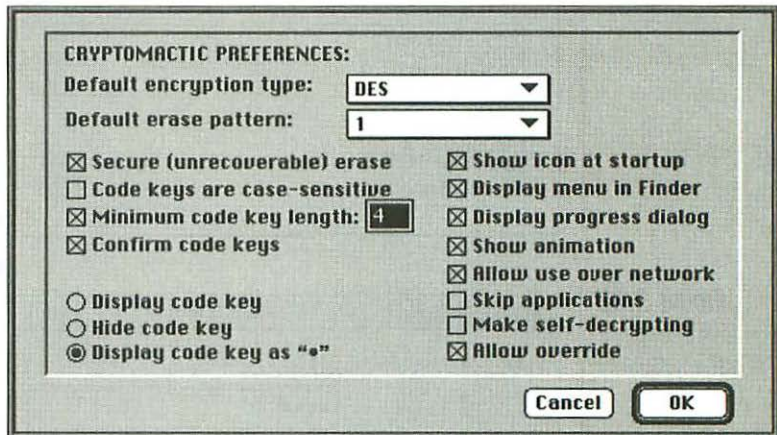 CRYPTOMACTIC PREFERENCES:
Default encryption type: DES
Default erase pattern: 1
Secure (unrecoverable) erase
Code keys are case-sensitive
Minimum code key length: 4
Confirm code keys
Display code key
Hide code key
Display code key as “•”
Show icon at startup
Display menu in Finder
Display progress dialog
Show animation
Allow use over network
Skip applications
Make self-decrypting
Allow override
Cancel
OK